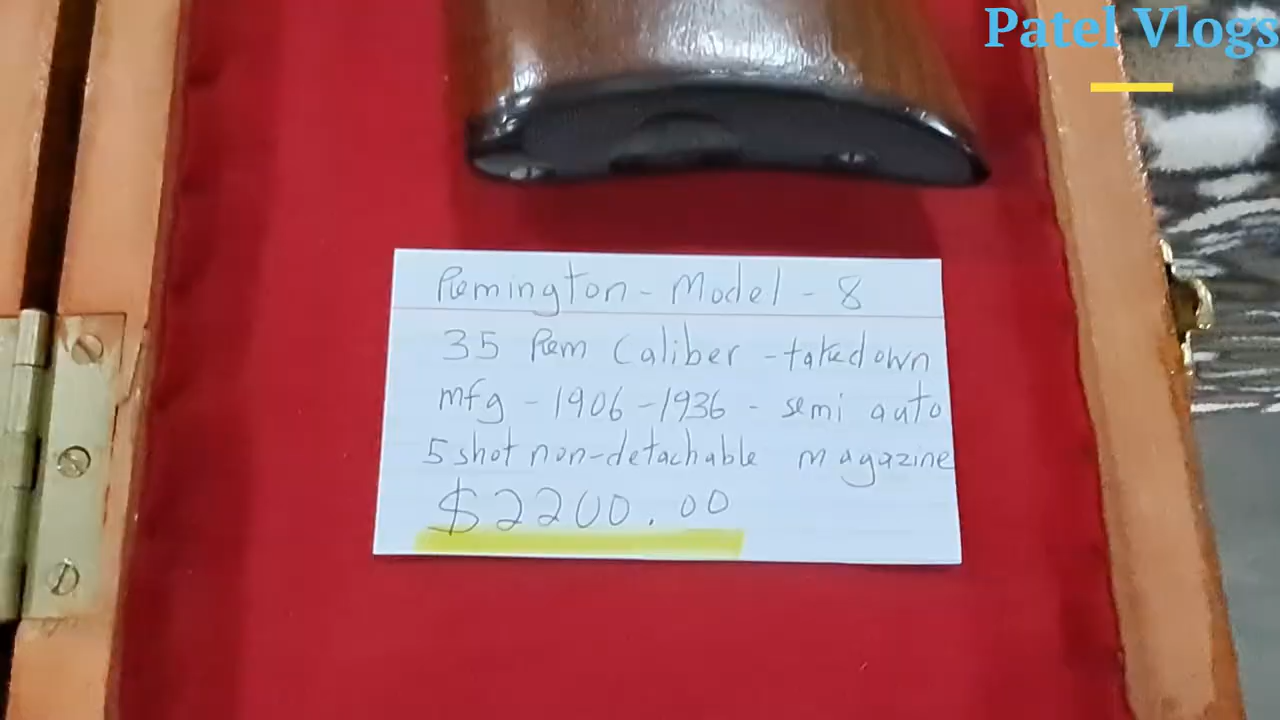 Patel Vlogs
Remington - Model - 8
35 Rem Caliber - takedown
mfg - 1906 - 1936 - semi auto
5 shot non-detachable magazine
$2200.00